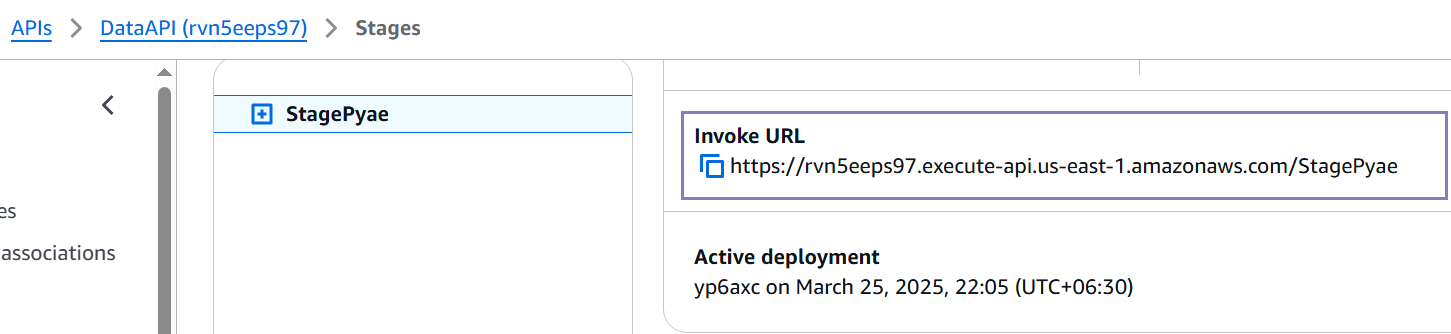 APIs > DataAPI (rvn5eeps97) > Stages
es
associations
StagePyae
Invoke URL
https://rvn5eeps97.execute-api.us-east-1.amazonaws.com/StagePyae
Active deployment
yp6axc on March 25, 2025, 22:05 (UTC+06:30)